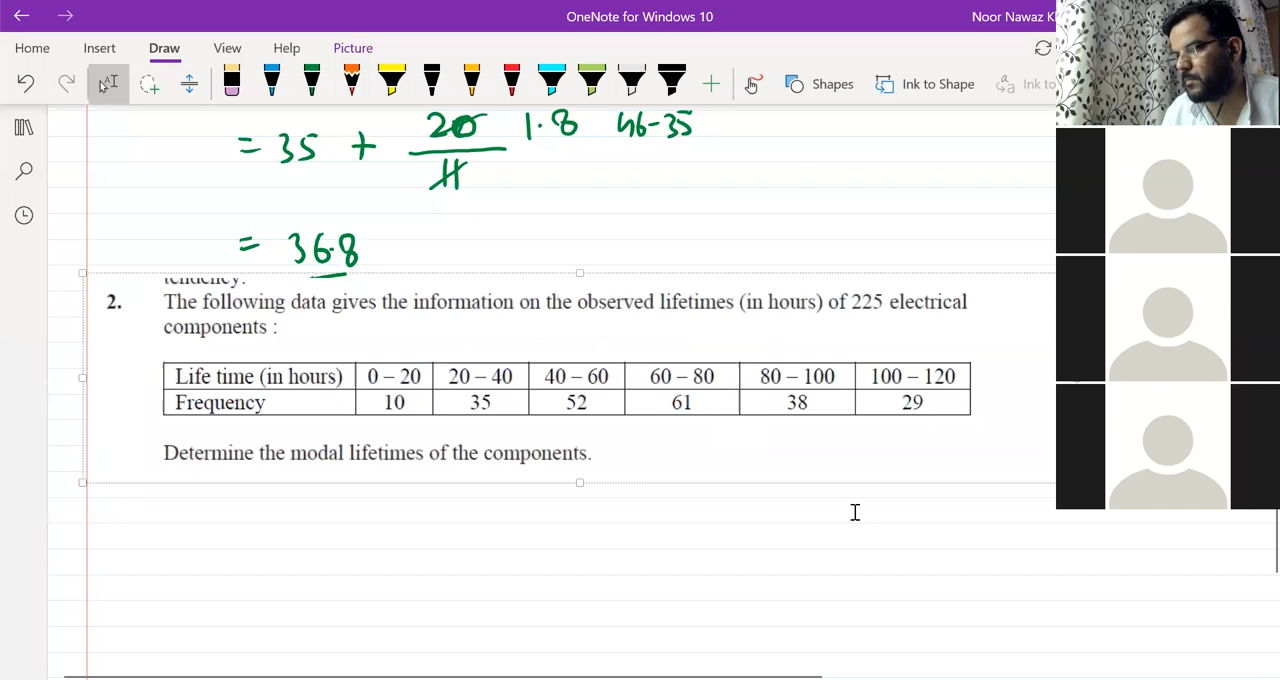 OneNote for Windows 10
Noor Nawaz K
Home Insert Draw View Help Picture
Shapes Ink to Shape Ink to
= 35 + 20/11 1.8 46-35
= 36.8
tendency.
2. The following data gives the information on the observed lifetimes (in hours) of 225 electrical
components :
Life time (in hours) 0 – 20 20 – 40 40 – 60 60 – 80 80 – 100 100 – 120
Frequency 10 35 52 61 38 29
Determine the modal lifetimes of the components.